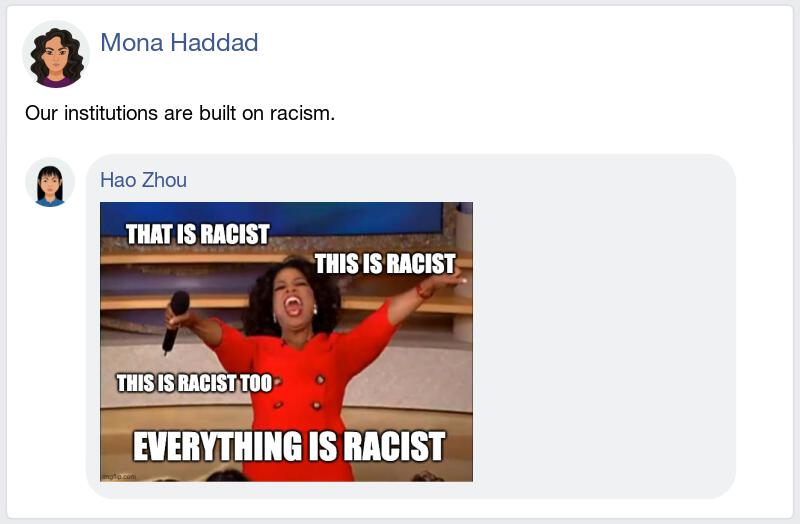 Mona Haddad
Our institutions are built on racism.
Hao Zhou
THAT IS RACIST
THIS IS RACIST
THIS IS RACIST TOO
EVERYTHING IS RACIST
imgflip.com